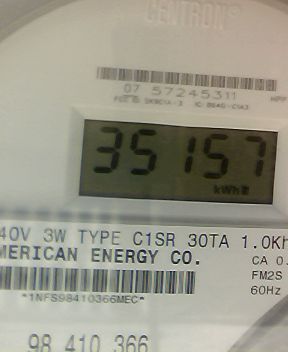 CENTRON®
07 57245311
35157
kWh
40V 3W TYPE C1SR 30TA 1.0Kh
MERICAN ENERGY CO.
CA 0.
FM2S
*1NFS98410366MEC*
60Hz
98 410 366